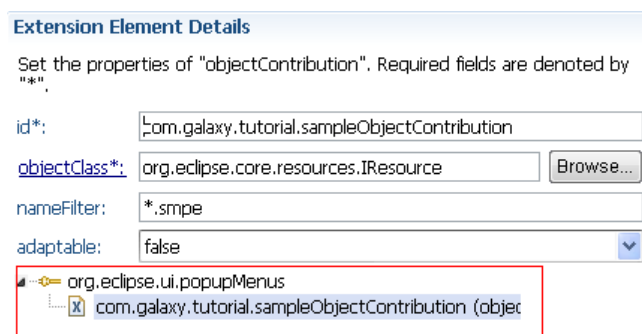 Extension Element Details
Set the properties of "objectContribution". Required fields are denoted by
"*".
id*: com.galaxy.tutorial.sampleObjectContribution
objectClass*: org.eclipse.core.resources.IResource Browse...
nameFilter: *.smpe
adaptable: false
org.eclipse.ui.popupMenus
com.galaxy.tutorial.sampleObjectContribution (objec